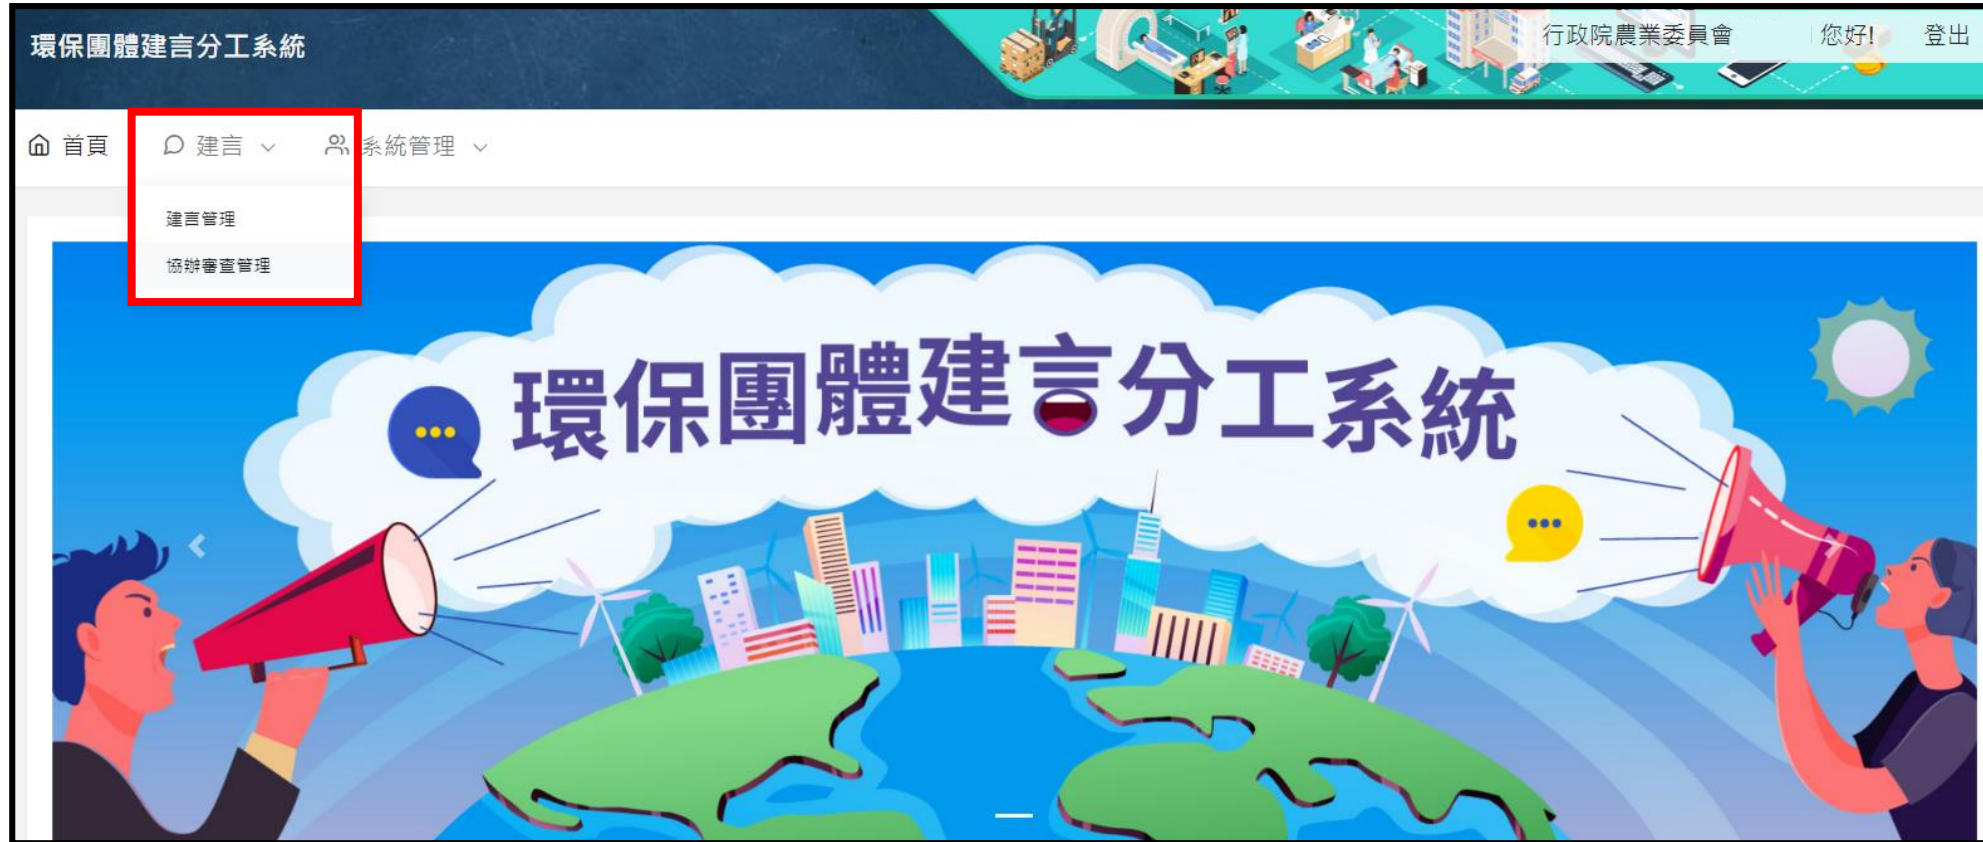 環保團體建言分工系統
行政院農業委員會 您好! 登出
首頁 建言 系統管理
建言管理
協辦審查管理
環保團體建言分工系統